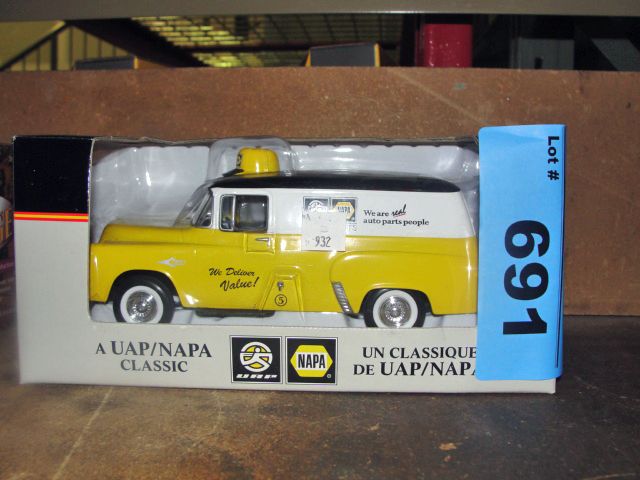 Lot #
691
We are real
auto parts people
932
We Deliver
Value!
5
A UAP/NAPA
CLASSIC
UAP
NAPA
UN CLASSIQUE
DE UAP/NAPA